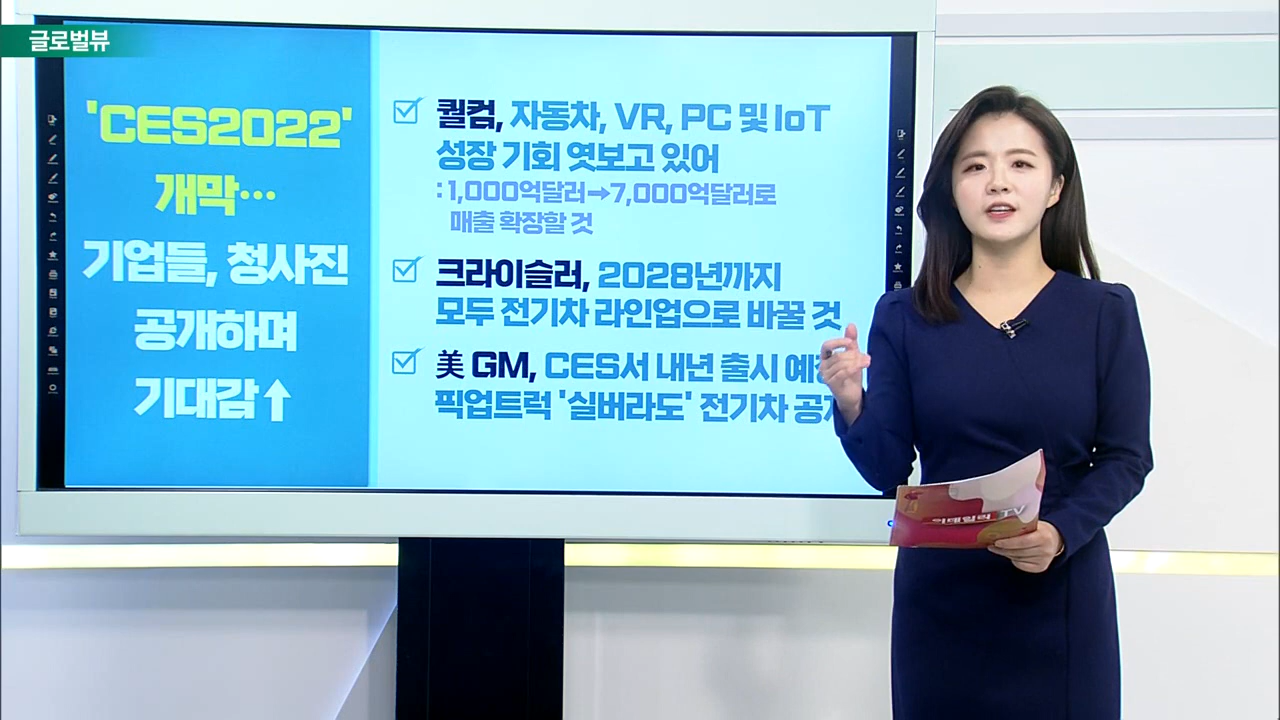 글로벌뷰
'CES2022'
개막…
기업들, 청사진
공개하며
기대감↑
퀄컴, 자동차, VR, PC 및 IoT
성장 기회 엿보고 있어
: 1,000억달러→7,000억달러로
매출 확장할 것
크라이슬러, 2028년까지
모두 전기차 라인업으로 바꿀 것
美 GM, CES서 내년 출시
픽업트럭 '실버라도' 전기차
이데일리 TV